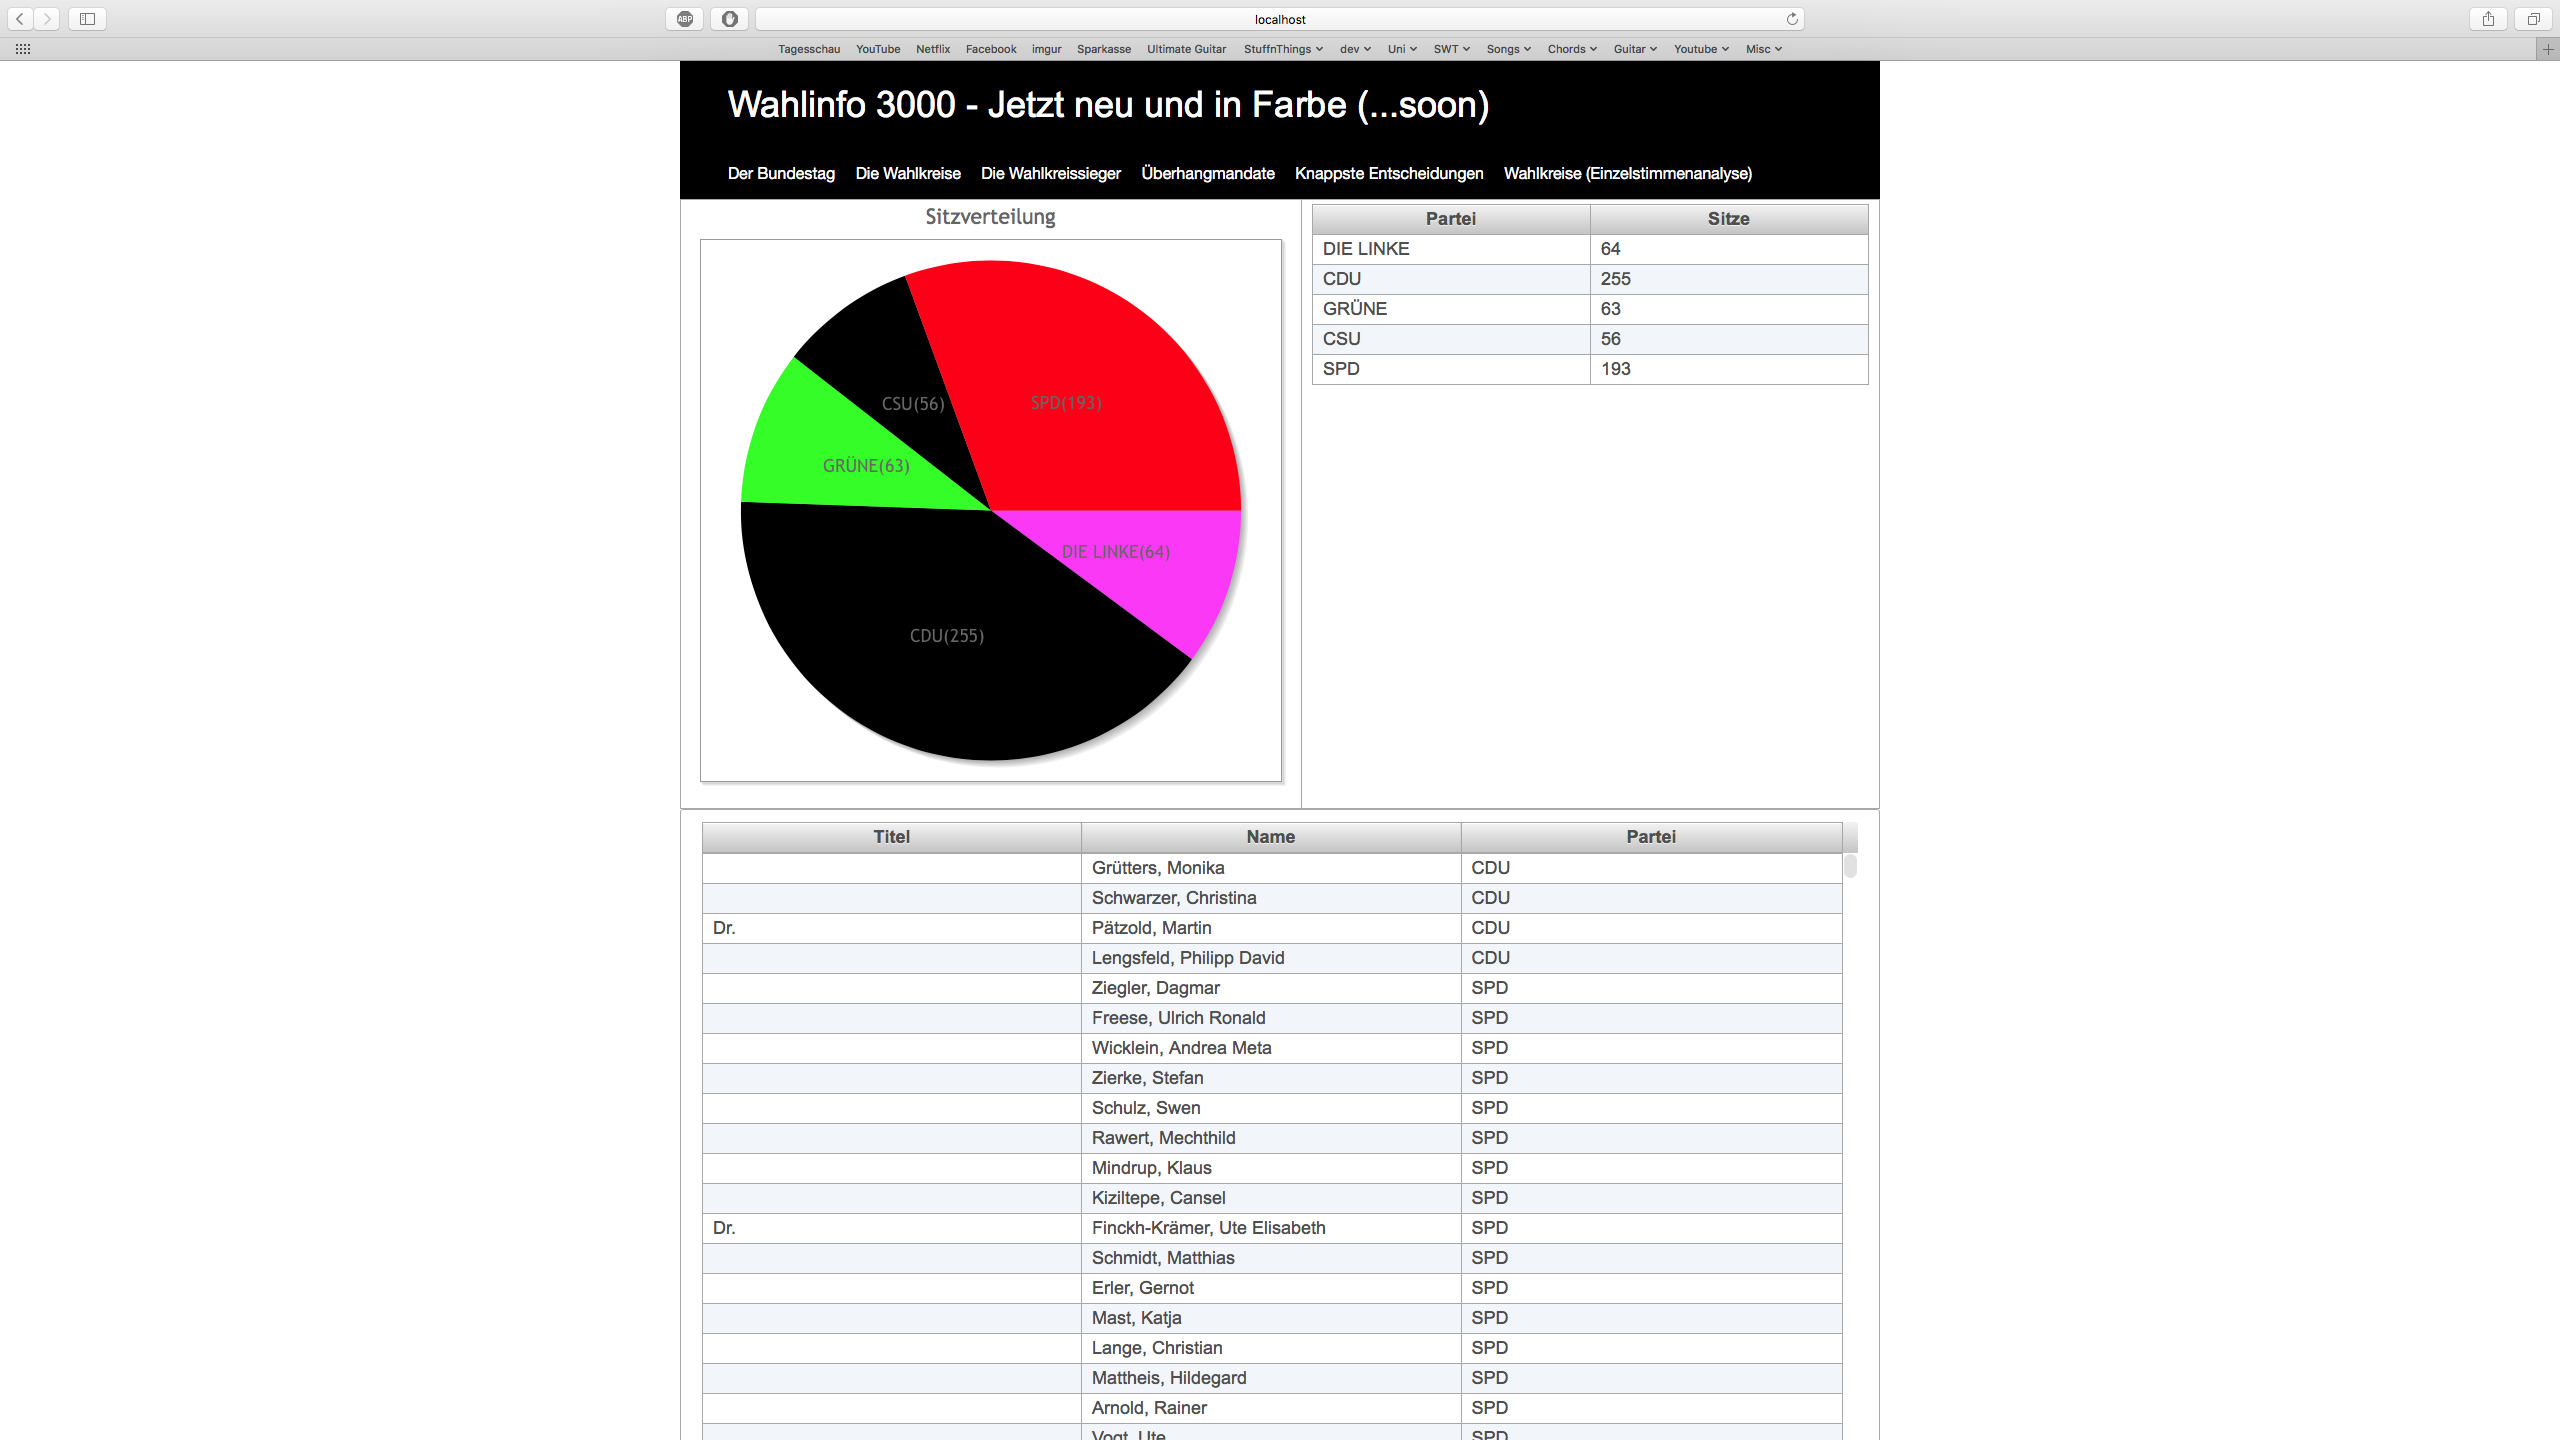 localhost
ABP
Tagesschau YouTube Netflix Facebook imgur Sparkasse Ultimate Guitar StuffnThings dev Uni SWT Songs Chords Guitar Youtube Misc
Wahlinfo 3000 - Jetzt neu und in Farbe (...soon)
Der Bundestag Die Wahlkreise Die Wahlkreissieger Überhangmandate Knappste Entscheidungen Wahlkreise (Einzelstimmenanalyse)
Sitzverteilung
CSU(56)
SPD(193)
GRÜNE(63)
DIE LINKE(64)
CDU(255)
Partei Sitze
DIE LINKE 64
CDU 255
GRÜNE 63
CSU 56
SPD 193
Titel Name Partei
Grütters, Monika CDU
Schwarzer, Christina CDU
Dr. Pätzold, Martin CDU
Lengsfeld, Philipp David CDU
Ziegler, Dagmar SPD
Freese, Ulrich Ronald SPD
Wicklein, Andrea Meta SPD
Zierke, Stefan SPD
Schulz, Swen SPD
Rawert, Mechthild SPD
Mindrup, Klaus SPD
Kiziltepe, Cansel SPD
Dr. Finckh-Krämer, Ute Elisabeth SPD
Schmidt, Matthias SPD
Erler, Gernot SPD
Mast, Katja SPD
Lange, Christian SPD
Mattheis, Hildegard SPD
Arnold, Rainer SPD
Vogt, Ute SPD